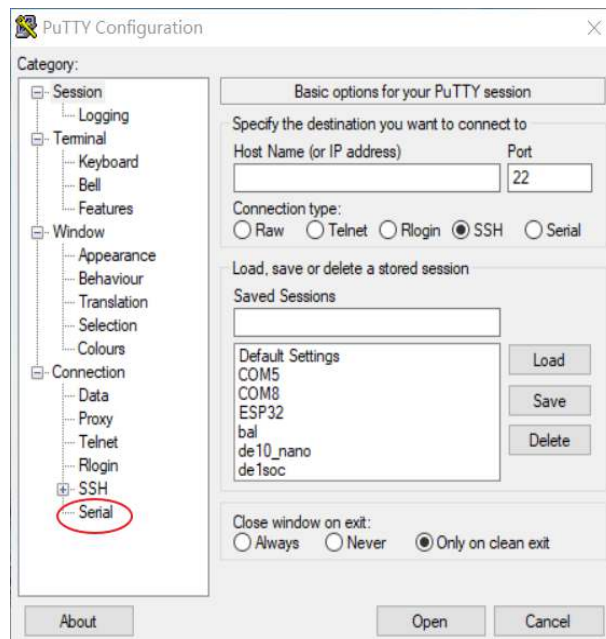 PuTTY Configuration
Category:
Session
Logging
Terminal
Keyboard
Bell
Features
Window
Appearance
Behaviour
Translation
Selection
Colours
Connection
Data
Proxy
Telnet
Rlogin
SSH
Serial
Basic options for your PuTTY session
Specify the destination you want to connect to
Host Name (or IP address) Port
22
Connection type:
Raw Telnet Rlogin SSH Serial
Load, save or delete a stored session
Saved Sessions
Default Settings
COM5
COM8
ESP32
bal
de10_nano
de1soc
Load
Save
Delete
Close window on exit:
Always Never Only on clean exit
About Open Cancel